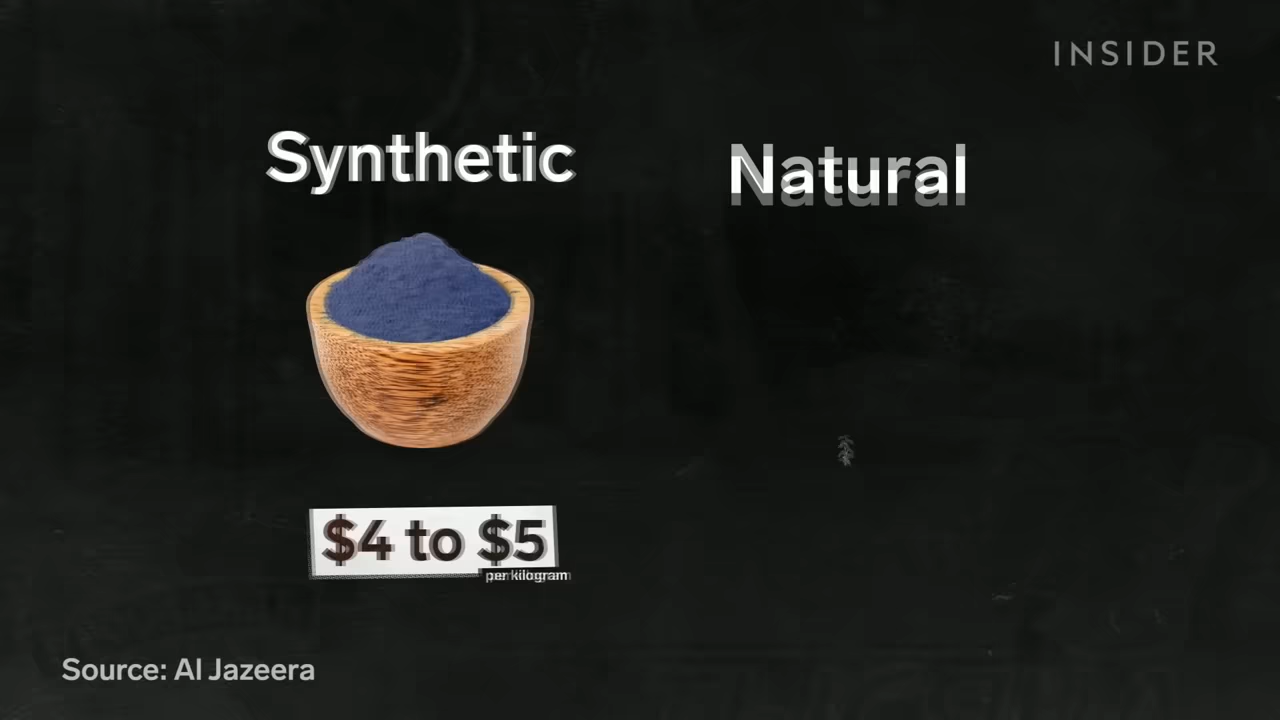 INSIDER
Synthetic
Natural
$4 to $5
per kilogram
Source: Al Jazeera